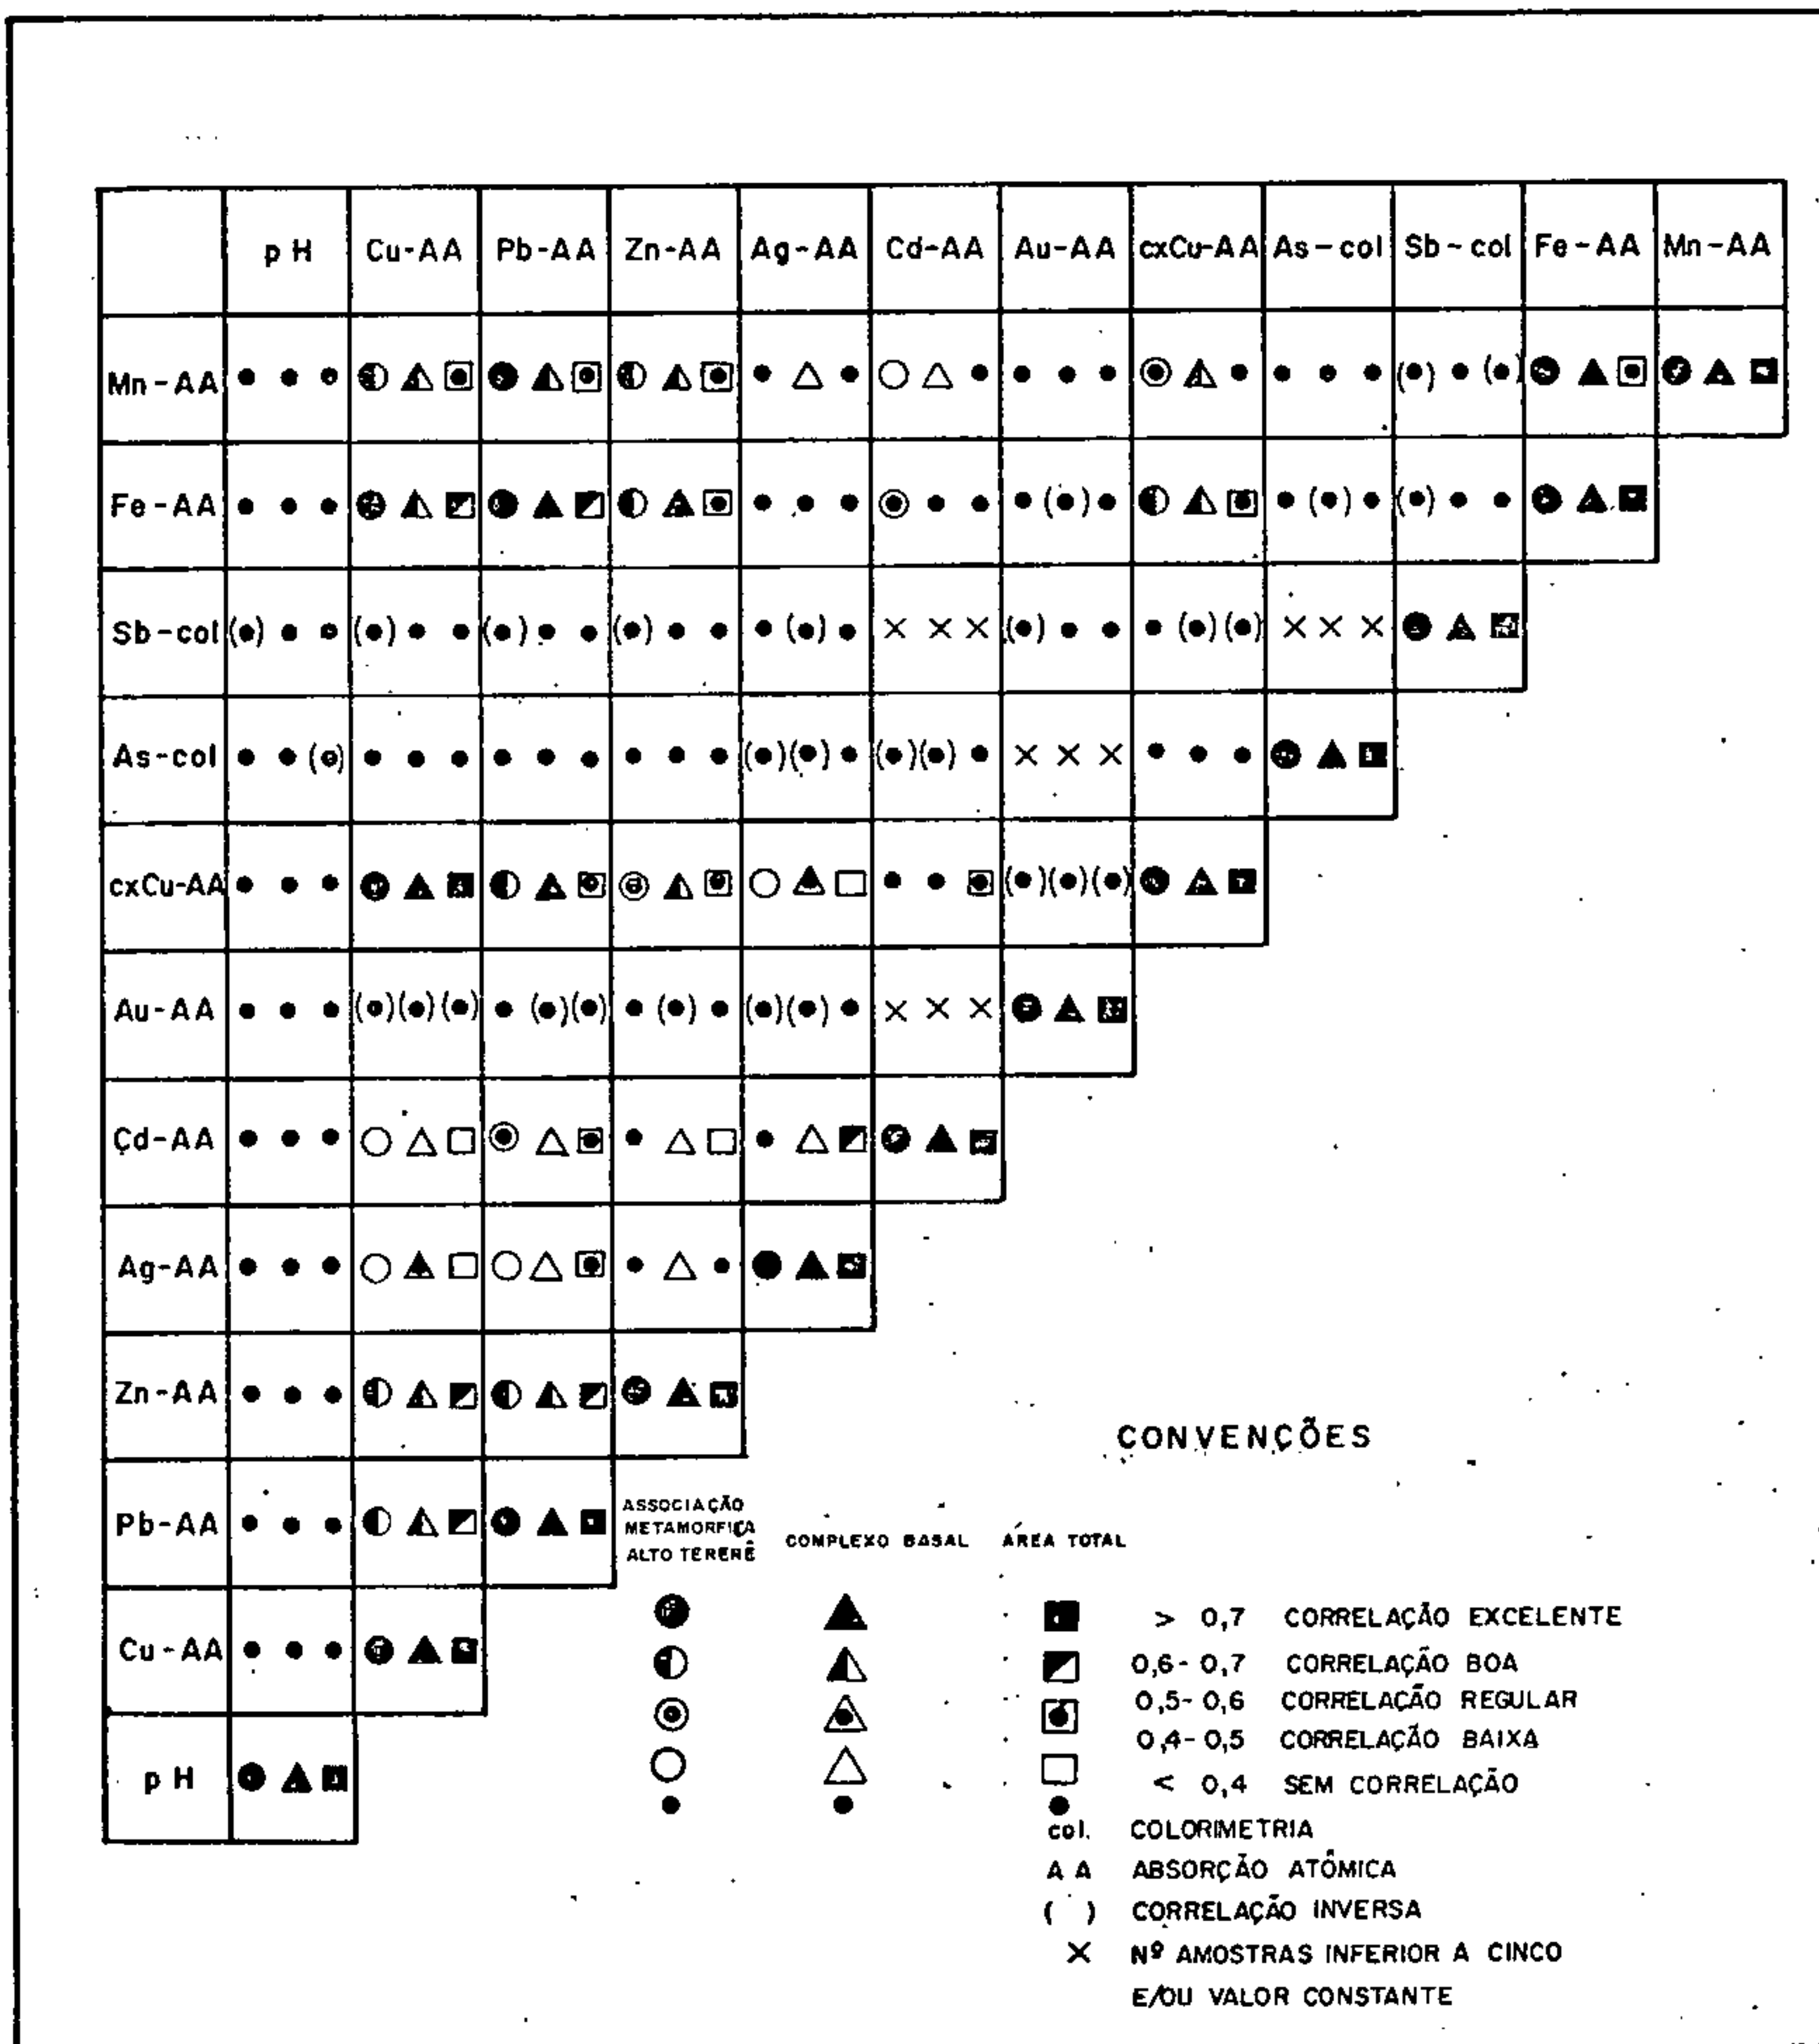 pH Cu-AA Pb-AA Zn-AA Ag-AA Cd-AA Au-AA cxCu-AA As-col Sb-col Fe-AA Mn-AA
Mn-AA
Fe-AA
Sb-col
As-col
cxCu-AA
Au-AA
Cd-AA
Ag-AA
Zn-AA
Pb-AA
Cu-AA
pH
CONVENÇÕES
ASSOCIAÇÃO
METAMORFICA
ALTO TERERÊ
COMPLEXO BASAL
ÁREA TOTAL
> 0,7 CORRELAÇÃO EXCELENTE
0,6-0,7 CORRELAÇÃO BOA
0,5-0,6 CORRELAÇÃO REGULAR
0,4-0,5 CORRELAÇÃO BAIXA
< 0,4 SEM CORRELAÇÃO
col. COLORIMETRIA
AA ABSORÇÃO ATÔMICA
( ) CORRELAÇÃO INVERSA
X Nº AMOSTRAS INFERIOR A CINCO
E/OU VALOR CONSTANTE